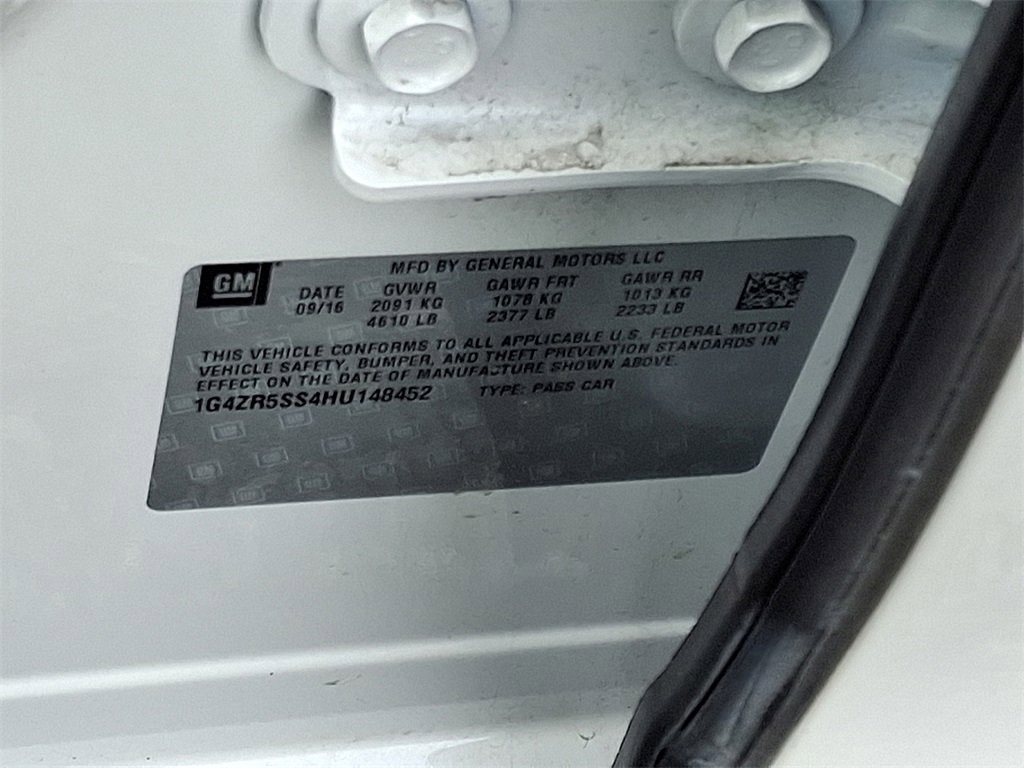 GM
MFD BY GENERAL MOTORS LLC
DATE GVWR GAWR FRT GAWR RR
09/16 2091 KG 1078 KG 1013 KG
4610 LB 2377 LB 2233 LB
THIS VEHICLE CONFORMS TO ALL APPLICABLE U.S. FEDERAL MOTOR
VEHICLE SAFETY, BUMPER, AND THEFT PREVENTION STANDARDS IN
EFFECT ON THE DATE OF MANUFACTURE SHOWN ABOVE.
1G4ZR5SS4HU148452 TYPE: PASS CAR